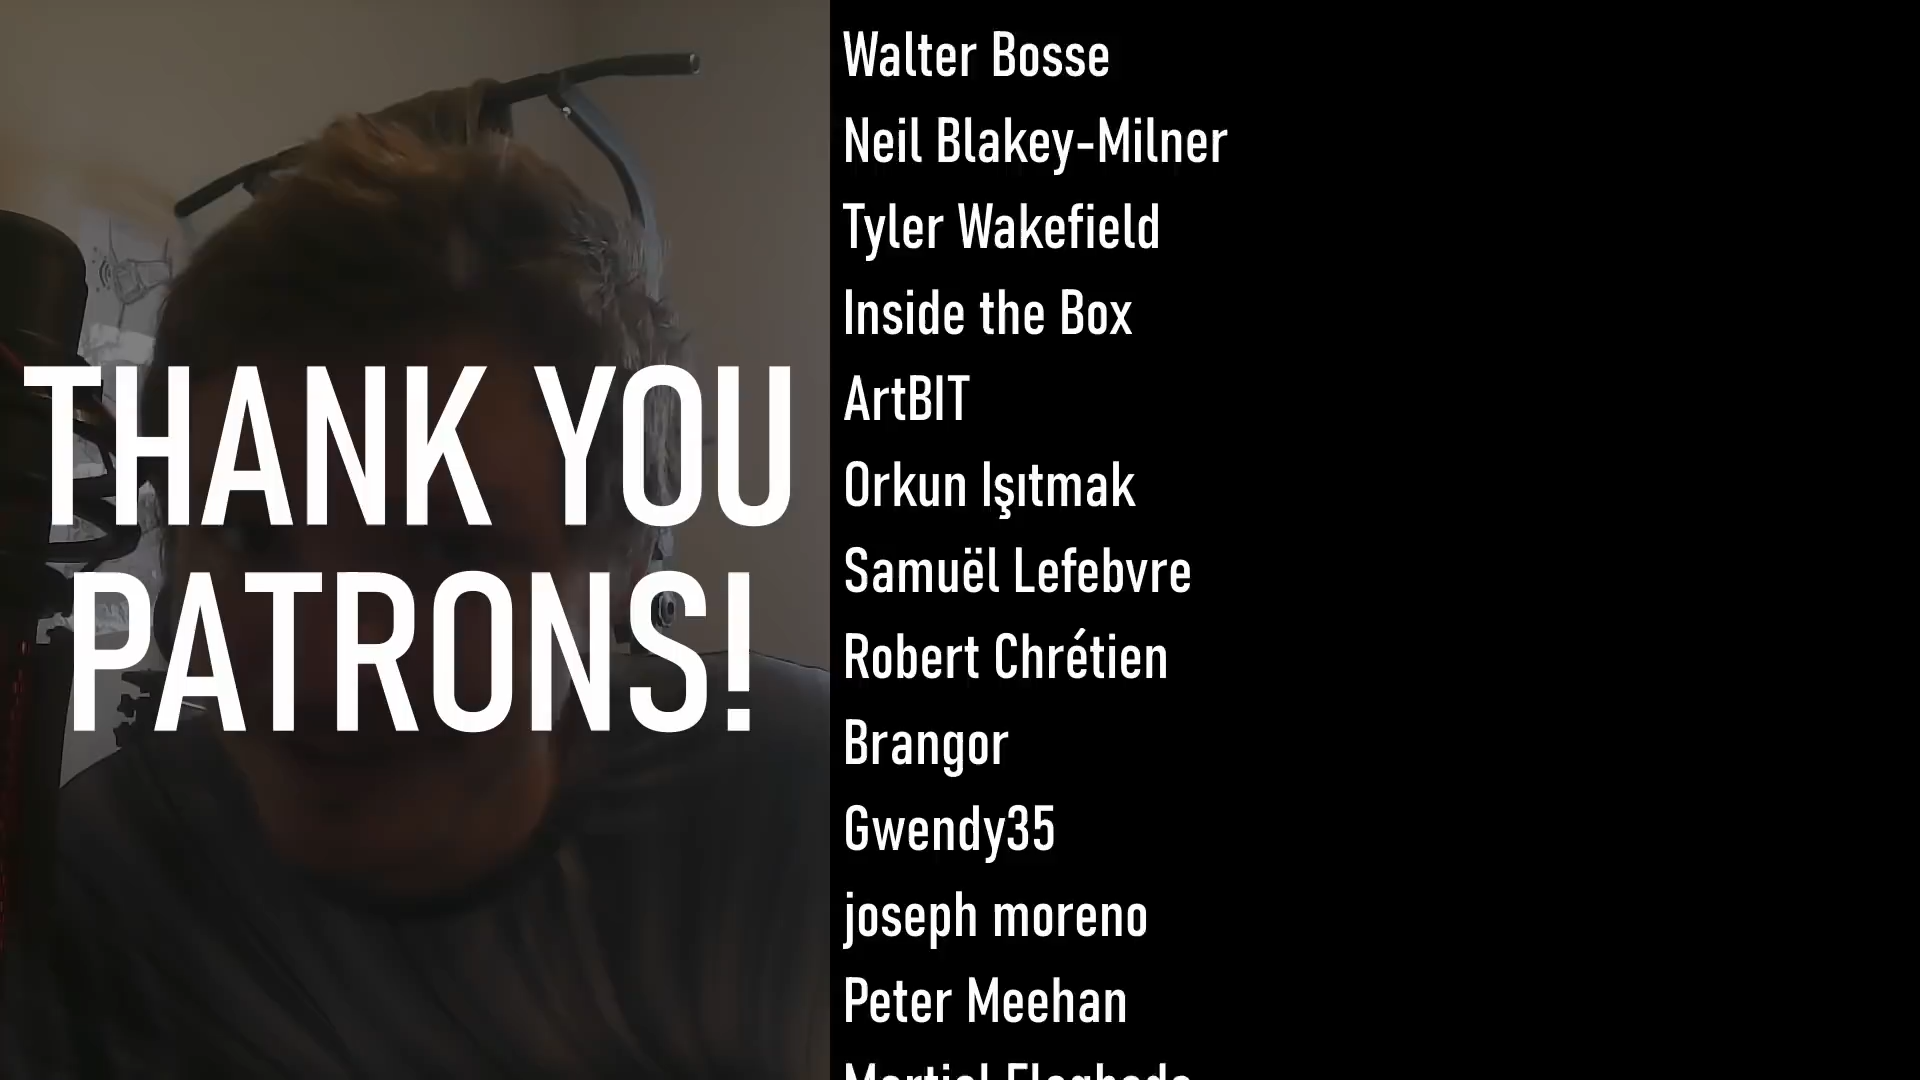 THANK YOU
PATRONS!
Walter Bosse
Neil Blakey-Milner
Tyler Wakefield
Inside the Box
ArtBIT
Orkun Işıtmak
Samuël Lefebvre
Robert Chrétien
Brangor
Gwendy35
joseph moreno
Peter Meehan